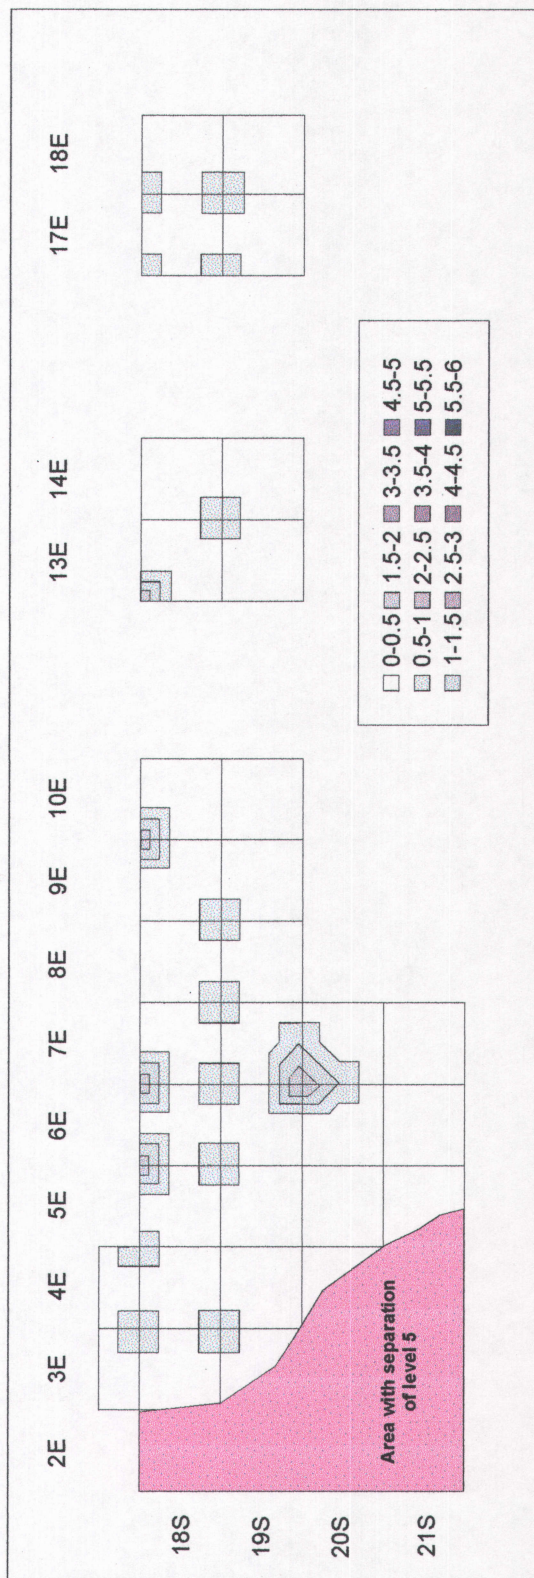 2E 3E 4E 5E 6E 7E 8E 9E 10E 13E 14E 17E 18E
18S
19S
20S
21S
Area with separation
of level 5
0-0.5 1.5-2 3-3.5 4.5-5
0.5-1 2-2.5 3.5-4 5-5.5
1-1.5 2.5-3 4-4.5 5.5-6